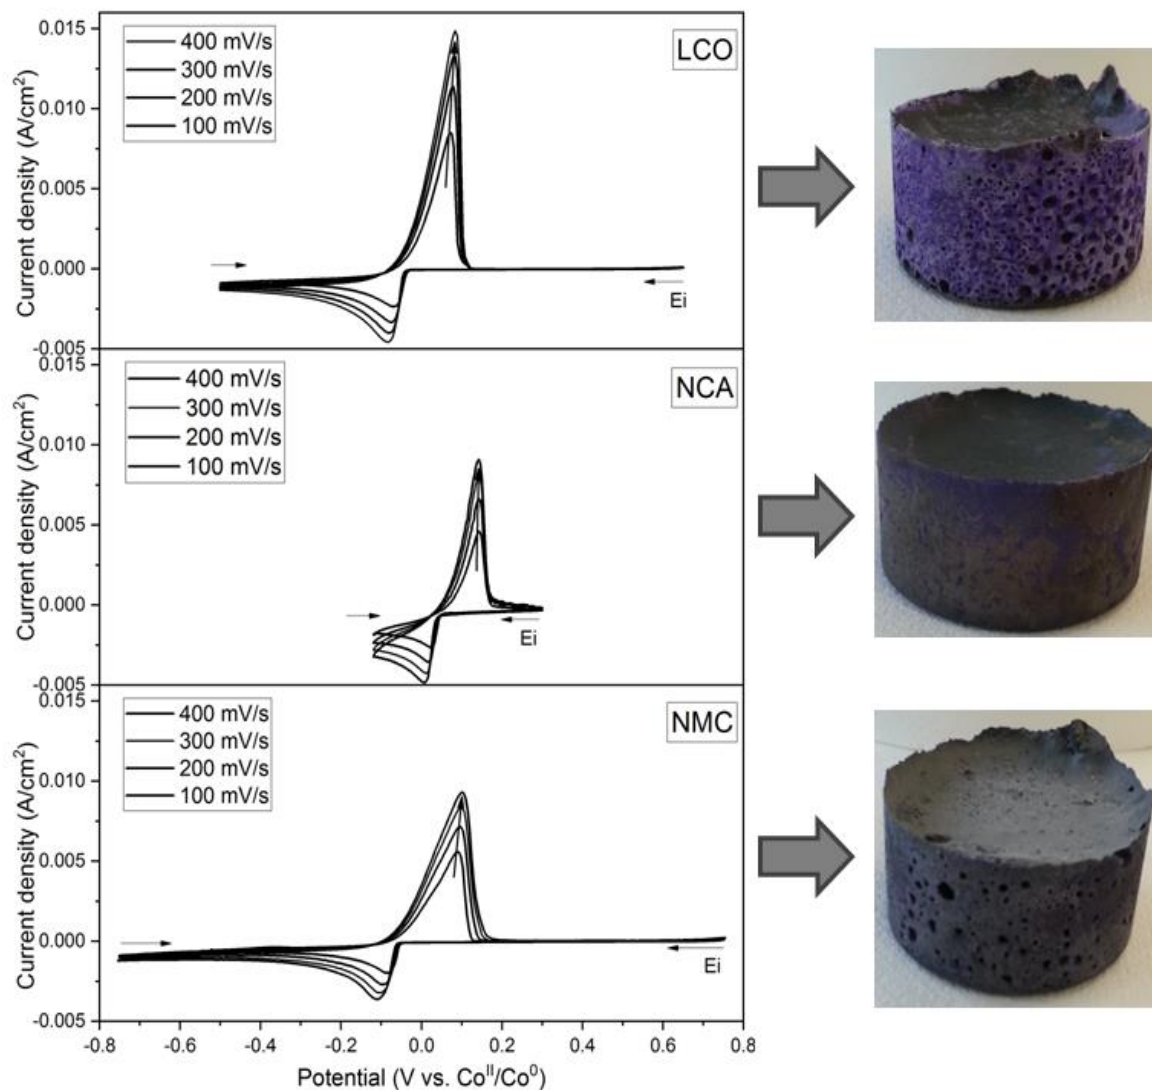 0.015
400 mV/s
300 mV/s
200 mV/s
100 mV/s
LCO
0.010
0.005
0.000
-0.005
Current density (A/cm²)
Ei
0.015
400 mV/s
300 mV/s
200 mV/s
100 mV/s
NCA
0.010
0.005
0.000
-0.005
Current density (A/cm²)
Ei
0.015
400 mV/s
300 mV/s
200 mV/s
100 mV/s
NMC
0.010
0.005
0.000
-0.005
Current density (A/cm²)
Ei
-0.8 -0.6 -0.4 -0.2 0.0 0.2 0.4 0.6 0.8
Potential (V vs. Coᴵᴵ/Co⁰)